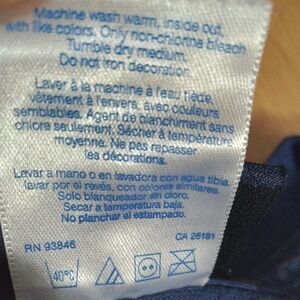 Machine wash warm, inside out,
with like colors. Only non-chlorine bleach
Tumble dry medium.
Do not iron decoration.
Laver à la machine à l'eau tiède,
vêtement à l'envers, avec couleurs
semblables. Agent de blanchiment sans
chlore seulement. Sécher à température
moyenne. Ne pas repasser
les décorations.
Lavar a mano o en lavadora con agua tibia,
lavar por el revés, con colores similares.
Solo blanqueador sin cloro.
Secar a temperatura baja.
No planchar el estampado.
RN 93846 CA 26181
40°C